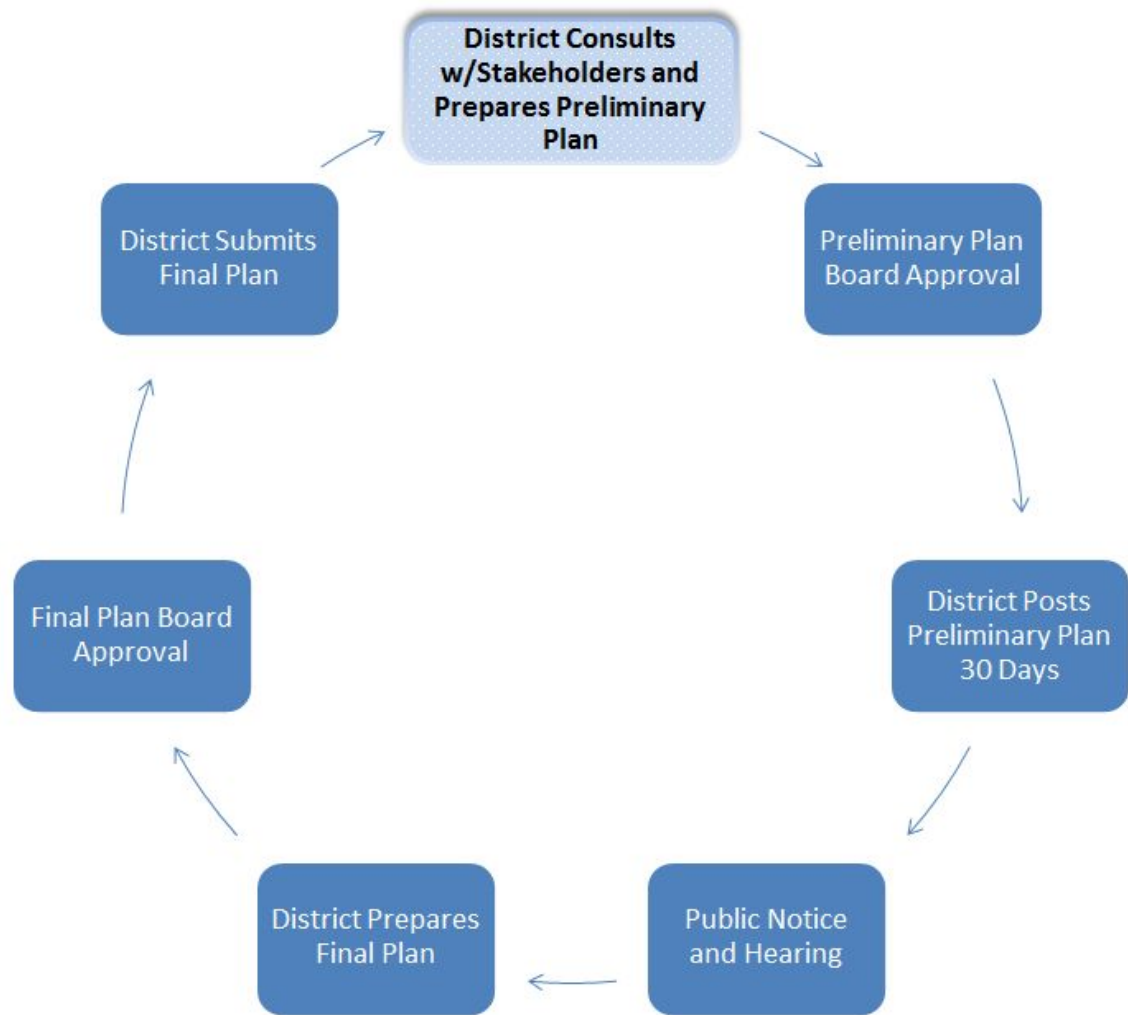 District Consults
w/Stakeholders and
Prepares Preliminary
Plan
Preliminary Plan
Board Approval
District Posts
Preliminary Plan
30 Days
Public Notice
and Hearing
District Prepares
Final Plan
Final Plan Board
Approval
District Submits
Final Plan